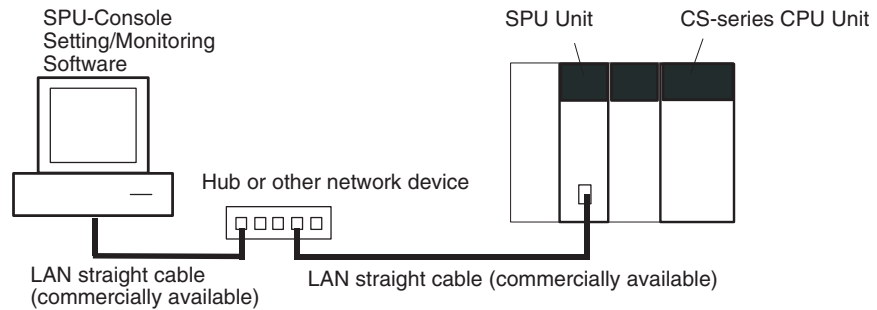 SPU-Console
Setting/Monitoring
Software
SPU Unit
CS-series CPU Unit
Hub or other network device
LAN straight cable
(commercially available)
LAN straight cable (commercially available)